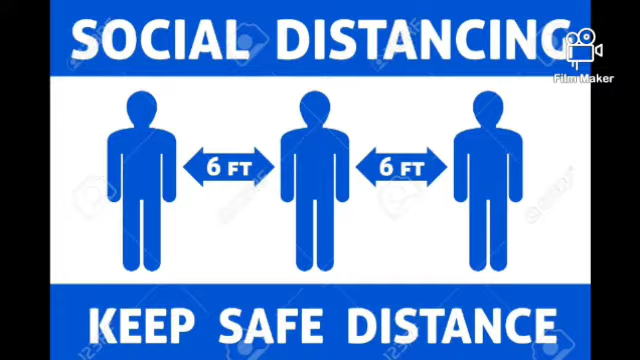 SOCIAL DISTANCING
Film Maker
6 FT 6 FT
KEEP SAFE DISTANCE